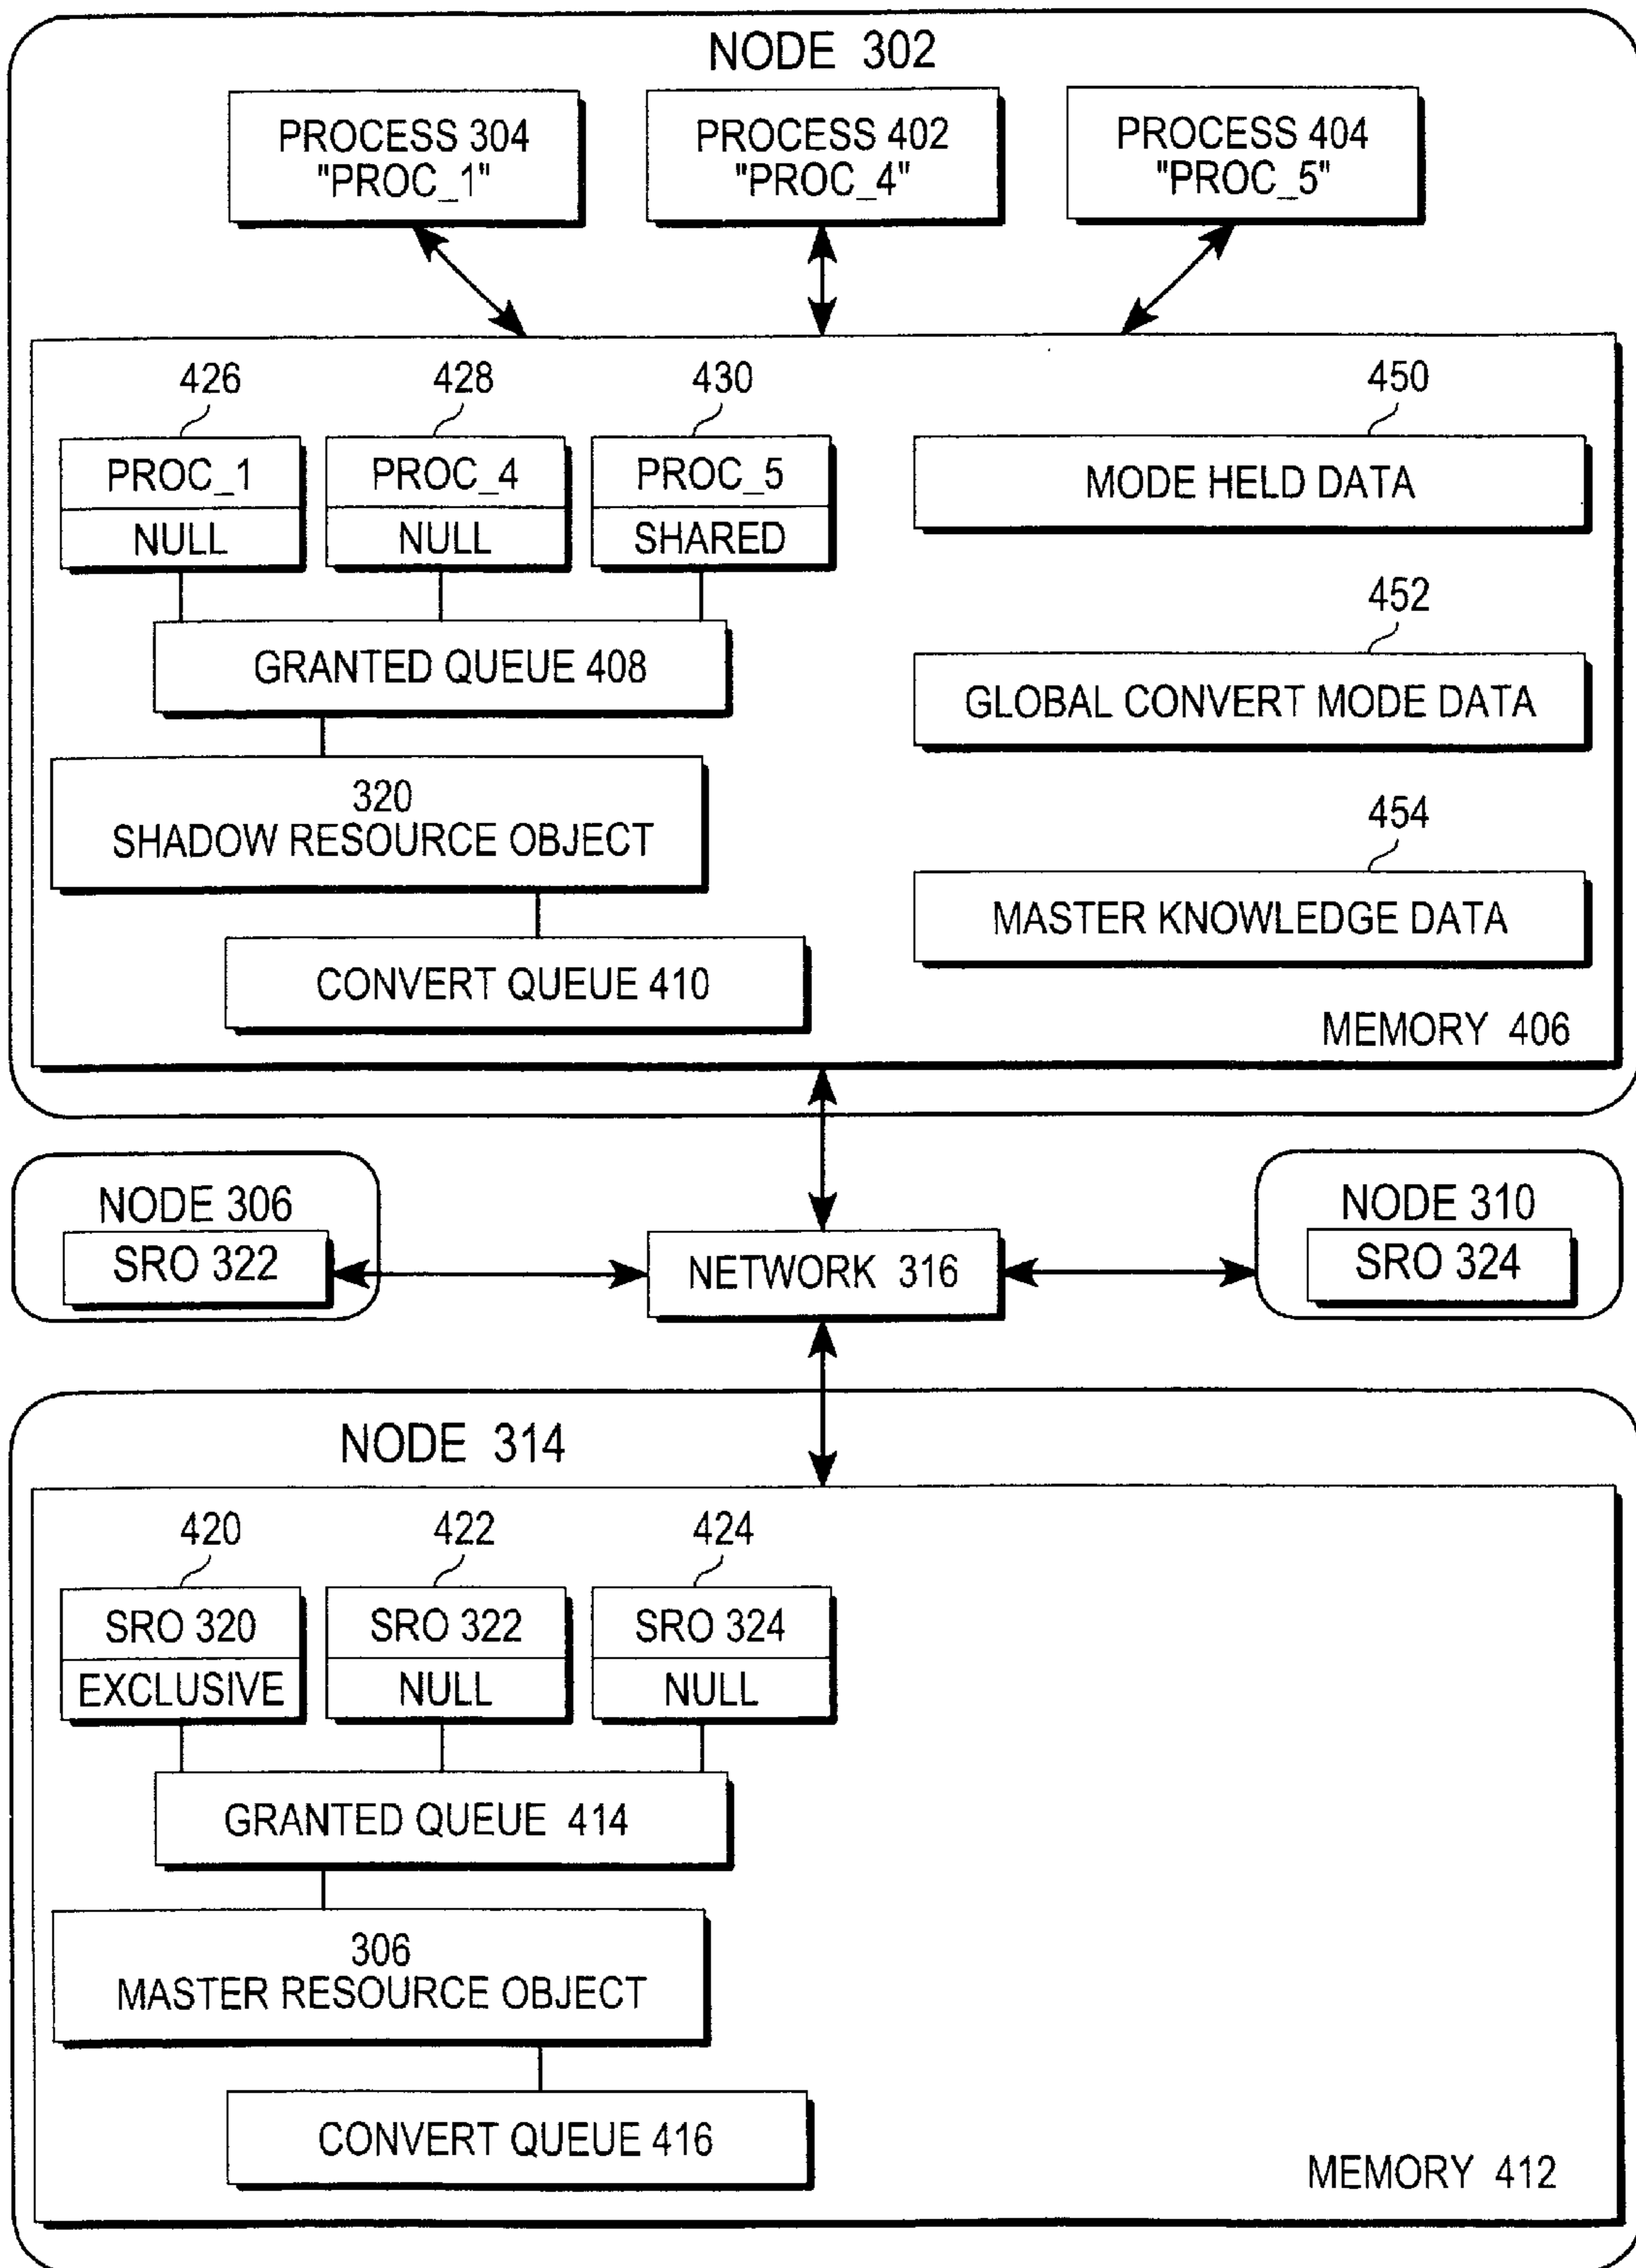 NODE 302
PROCESS 304
"PROC_1"
PROCESS 402
"PROC_4"
PROCESS 404
"PROC_5"
426
428
430
450
PROC_1
NULL
PROC_4
NULL
PROC_5
SHARED
MODE HELD DATA
452
GRANTED QUEUE 408
GLOBAL CONVERT MODE DATA
320
SHADOW RESOURCE OBJECT
454
MASTER KNOWLEDGE DATA
CONVERT QUEUE 410
MEMORY 406
NODE 306
SRO 322
NETWORK 316
NODE 310
SRO 324
NODE 314
420
422
424
SRO 320
EXCLUSIVE
SRO 322
NULL
SRO 324
NULL
GRANTED QUEUE 414
306
MASTER RESOURCE OBJECT
CONVERT QUEUE 416
MEMORY 412